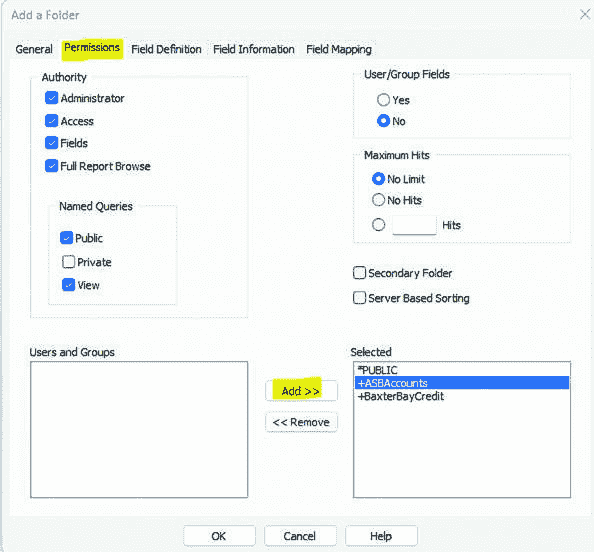 Add a Folder
General Permissions Field Definition Field Information Field Mapping
Authority
Administrator
Access
Fields
Full Report Browse
Named Queries
Public
Private
View
User/Group Fields
Yes
No
Maximum Hits
No Limit
No Hits
Hits
Secondary Folder
Server Based Sorting
Users and Groups
Add >>
<< Remove
Selected
*PUBLIC
+ASBAccounts
+BaxterBayCredit
OK Cancel Help